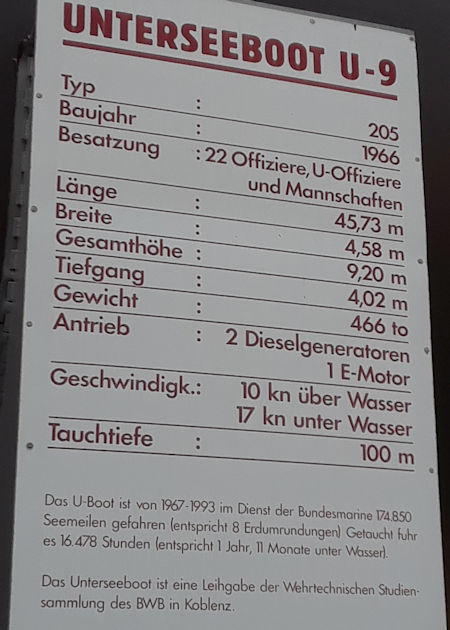 UNTERSEEBOOT U-9
Typ : 205
Baujahr : 1966
Besatzung : 22 Offiziere, U-Offiziere
und Mannschaften
Länge : 45,73 m
Breite : 4,58 m
Gesamthöhe : 9,20 m
Tiefgang : 4,02 m
Gewicht : 466 to
Antrieb : 2 Dieselgeneratoren
1 E-Motor
Geschwindigk.: 10 kn über Wasser
17 kn unter Wasser
Tauchtiefe : 100 m
Das U-Boot ist von 1967-1993 im Dienst der Bundesmarine 174.850
Seemeilen gefahren (entspricht 8 Erdumrundungen) Getaucht fuhr
es 16.478 Stunden (entspricht 1 Jahr, 11 Monate unter Wasser).
Das Unterseeboot ist eine Leihgabe der Wehrtechnischen Studien-
sammlung des BWB in Koblenz.